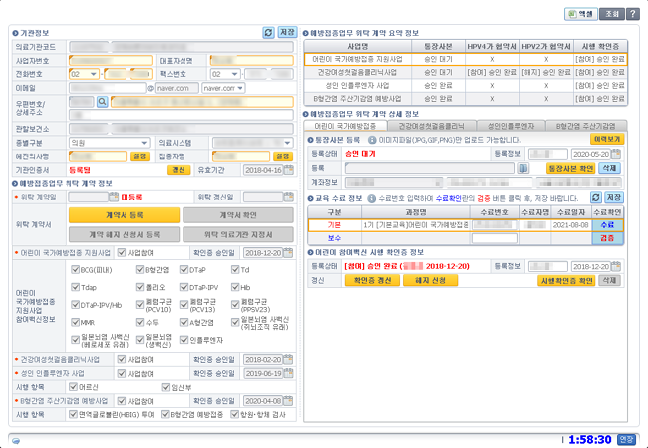 엑셀 조회 ?
기관정보 저장
의료기관코드
사업자번호 대표자성명
전화번호 02 - 팩스번호 02 -
이메일 @ naver.com naver.com
우편번호/
상세주소
관할보건소
종별구분 의원 의료시스템
예진의사명 설정 접종자명 설정
기관인증서 등록됨 갱신 유효기간 2018-04-16
예방접종업무 위탁 계약 정보
위탁 계약일 미등록 위탁 갱신일
위탁 계약서 계약서 등록 계약서 확인
계약 해지 신청서 등록 위탁 의료기관 지정서
* 어린이 국가예방접종 지원사업 사업참여 확인증 승인일 2018-12-20
어린이
국가예방접종
지원사업
참여백신정보
BCG(피내) B형간염 DTaP Td
Tdap 폴리오 DTaP-IPV Hib
DTaP-IPV/Hib 폐렴구균(PCV10) 폐렴구균(PCV13) 폐렴구균(PPSV23)
MMR 수두 A형간염 일본뇌염 사백신(쥐뇌조직 유래)
일본뇌염 사백신(베로세포 유래) 일본뇌염(생백신) 인플루엔자
* 건강여성첫걸음클리닉사업 사업참여 확인증 승인일 2018-02-20
* 성인 인플루엔자 사업 사업참여 확인증 승인일 2019-06-19
시행 항목 어르신 임신부
* B형간염 주산기감염 예방사업 사업참여 확인증 승인일 2020-04-08
시행 항목 면역글로불린(HBIG) 투여 B형간염 예방접종 항원·항체 검사
예방접종업무 위탁 계약 요약 정보
사업명 통장사본 HPV4가 협약서 HPV2가 협약서 시행 확인증
어린이 국가예방접종 지원사업 승인 대기 X X [참여] 승인 완료
건강여성첫걸음클리닉사업 승인 대기 [참여] 승인 완료 [해지] 승인 완료 [참여] 승인 완료
성인 인플루엔자 사업 승인 완료 X X [참여] 승인 완료
B형간염 주산기감염 예방사업 승인 완료 X X [참여] 승인 완료
예방접종업무 위탁 계약 상세 정보
어린이 국가예방접종 건강여성첫걸음클리닉 성인인플루엔자 B형간염 주산기감염
통장사본 등록 이미지파일(JPG,GIF,PNG)만 업로드 가능합니다. 이력보기
등록상태 승인 대기 등록정보 2020-05-20
등록 통장사본 확인 삭제
계좌정보
교육 수료 정보 수료번호 입력하여 수료확인란의 검증 버튼 클릭 후, 저장 바랍니다. 저장
구분 과정명 수료번호 수료자명 수료일자 수료확인
기본 1기 [기본교육]어린이 국가예방접종 2021-08-08 수료
보수 검증
어린이 참여백신 시행 확인증 정보
등록상태 [참여] 승인 완료 ( 2018-12-20) 등록정보 2018-12-20
갱신 확인증 갱신 해지 신청 시행확인증 확인 삭제
1:58:30 연장